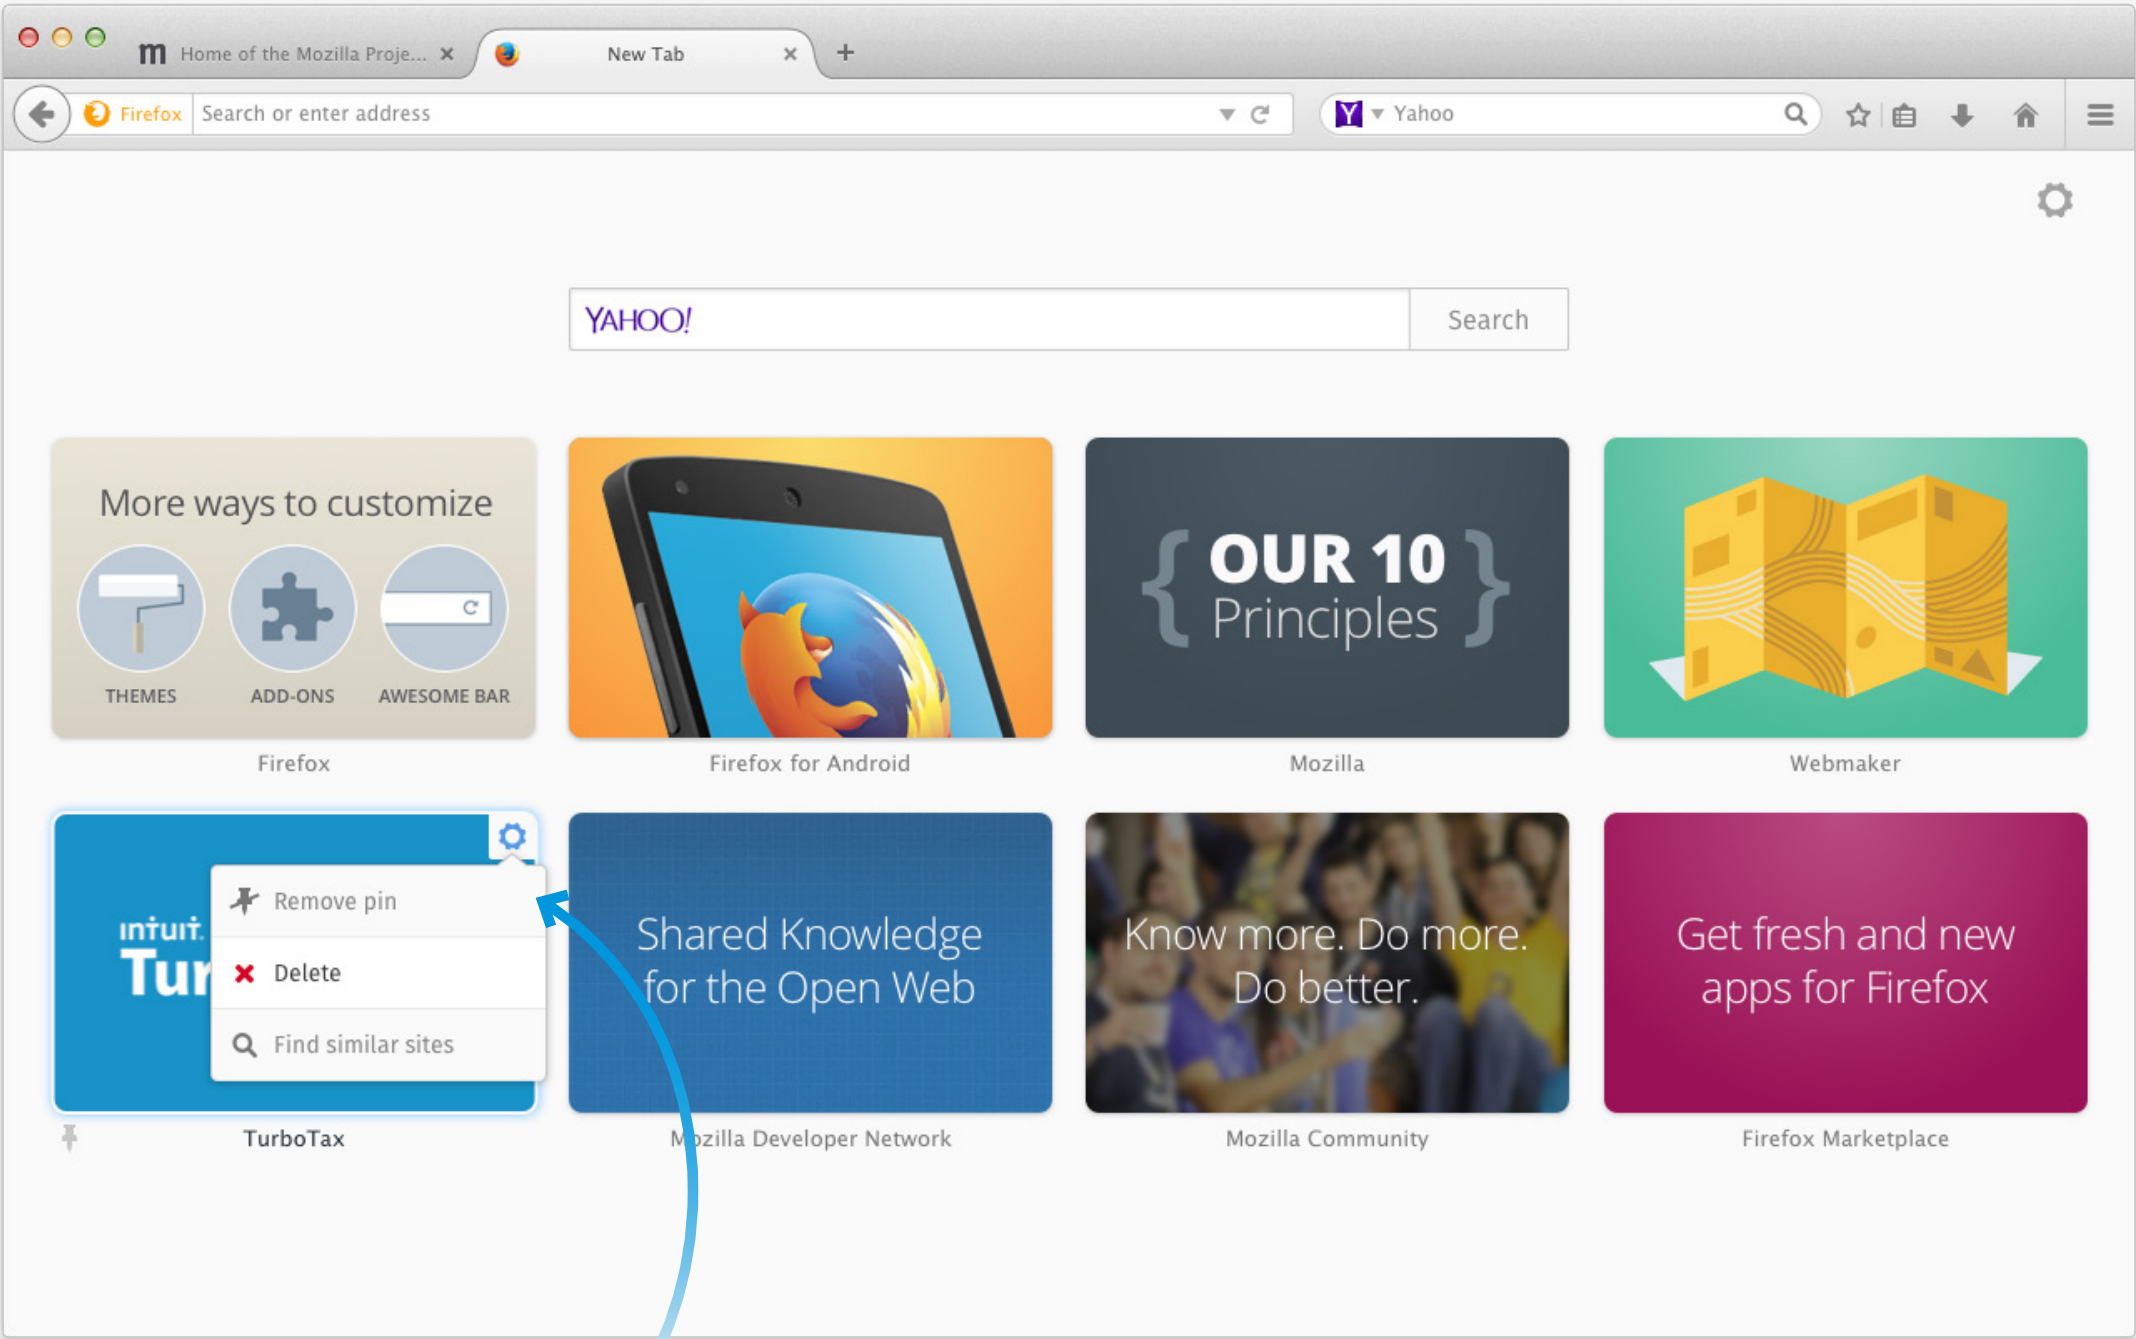 m Home of the Mozilla Proje...
New Tab
Firefox
Search or enter address
Yahoo
YAHOO!
Search
More ways to customize
THEMES
ADD-ONS
AWESOME BAR
Firefox
Firefox for Android
OUR 10
Principles
Mozilla
Webmaker
intuit.
Tur
Remove pin
Delete
Find similar sites
TurboTax
Shared Knowledge
for the Open Web
Mozilla Developer Network
Know more. Do more.
Do better.
Mozilla Community
Get fresh and new
apps for Firefox
Firefox Marketplace